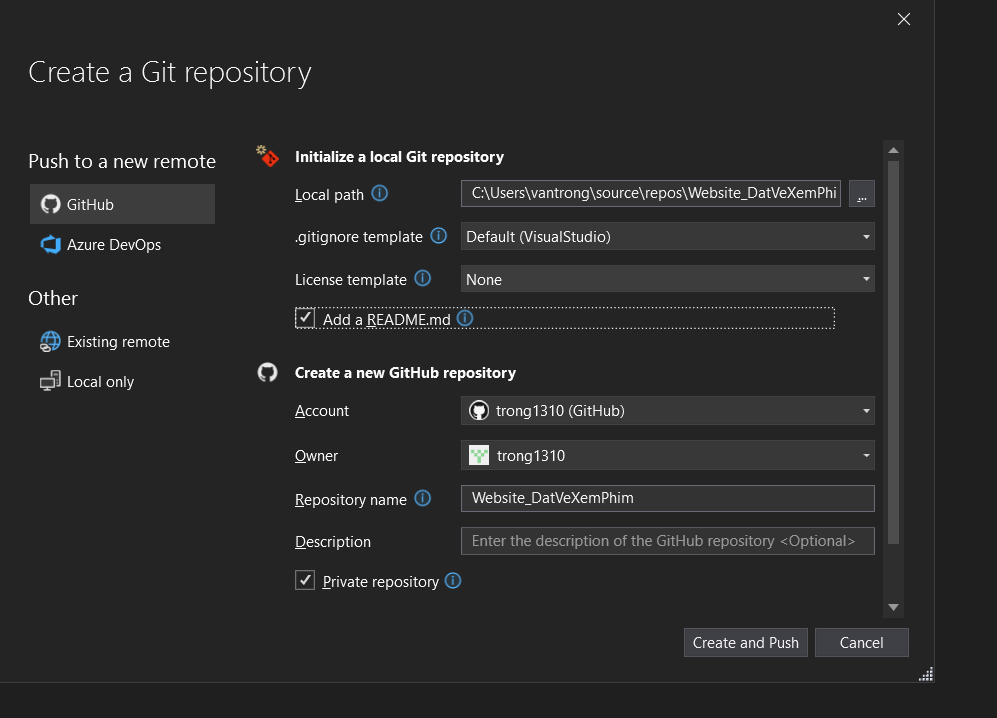 Create a Git repository
Push to a new remote
GitHub
Azure DevOps
Other
Existing remote
Local only
Initialize a local Git repository
Local path C:\Users\vantrong\source\repos\Website_DatVeXemPhi ...
.gitignore template Default (VisualStudio)
License template None
Add a README.md
Create a new GitHub repository
Account trong1310 (GitHub)
Owner trong1310
Repository name Website_DatVeXemPhim
Description Enter the description of the GitHub repository <Optional>
Private repository
Create and Push Cancel